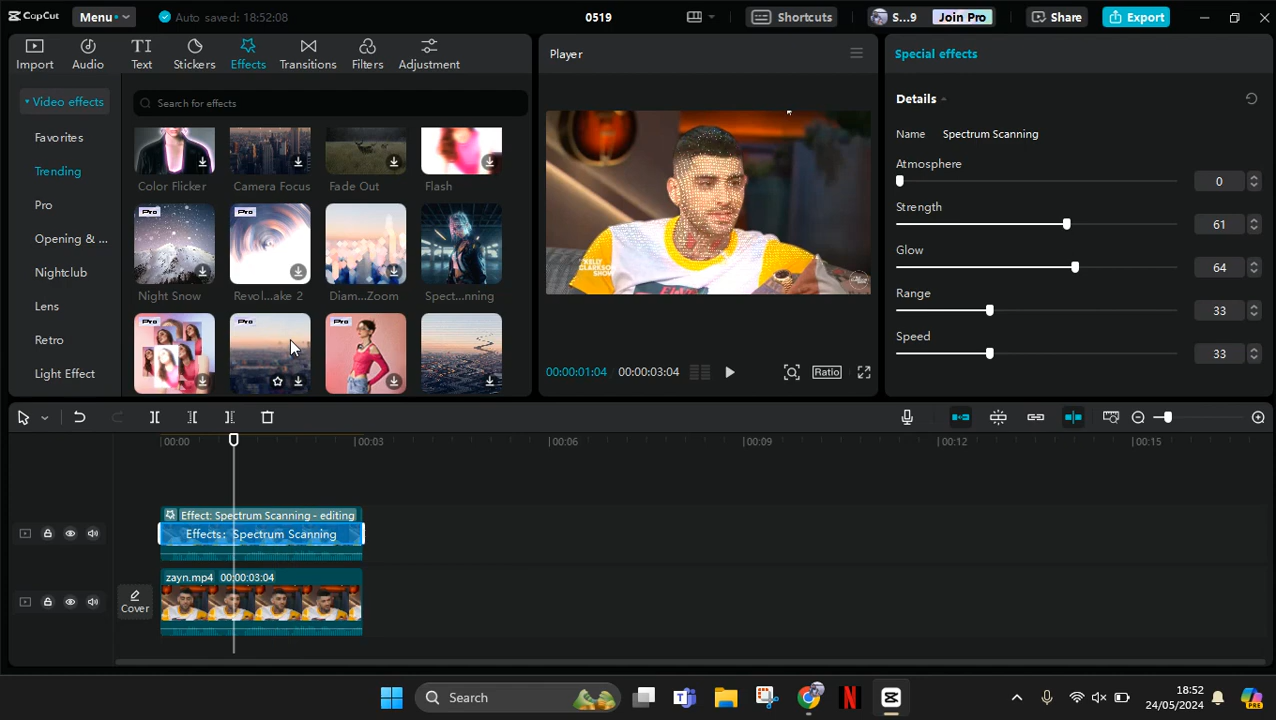 CapCut
Menu
Auto saved: 18:52:08
0519
Shortcuts
S...9
Join Pro
Share
Export
Import
Audio
Text
Stickers
Effects
Transitions
Filters
Adjustment
Video effects
Favorites
Trending
Pro
Opening & ...
Nightclub
Lens
Retro
Light Effect
Search for effects
Color Flicker
Camera Focus
Fade Out
Flash
Pro
Pro
Night Snow
Revol...ake 2
Diam...Zoom
Spect...nning
Pro
Pro
Pro
Player
KELLY
CLARKSON
SHOW
00:00:01:04
00:00:03:04
Ratio
Special effects
Details
Name
Spectrum Scanning
Atmosphere
0
Strength
61
Glow
64
Range
33
Speed
33
00:00
00:03
00:06
00:09
00:12
00:15
Effect: Spectrum Scanning - editing
Effects: Spectrum Scanning
zayn.mp4 00:00:03:04
Cover
Search
18:52
24/05/2024
PRE